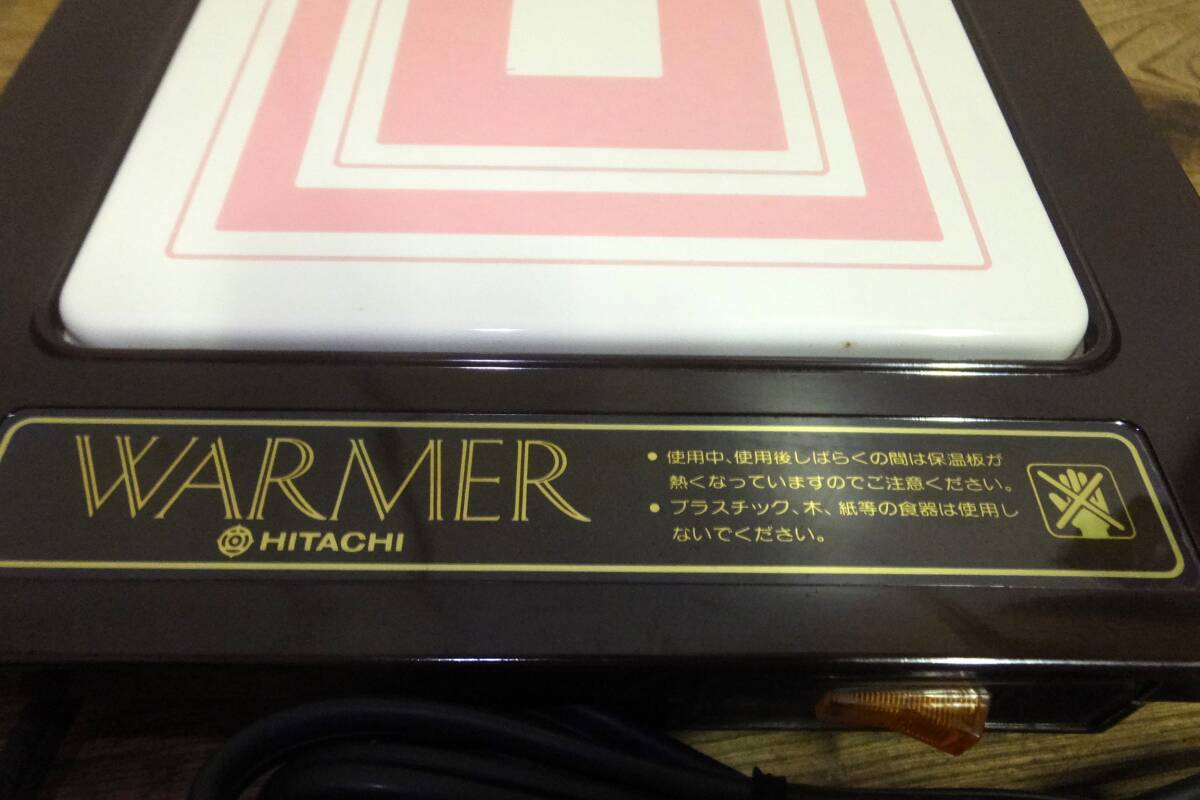 WARMER
HITACHI
• 使用中、使用後しばらくの間は保温板が
熱くなっていますのでご注意ください。
• プラスチック、木、紙等の食器は使用し
ないでください。